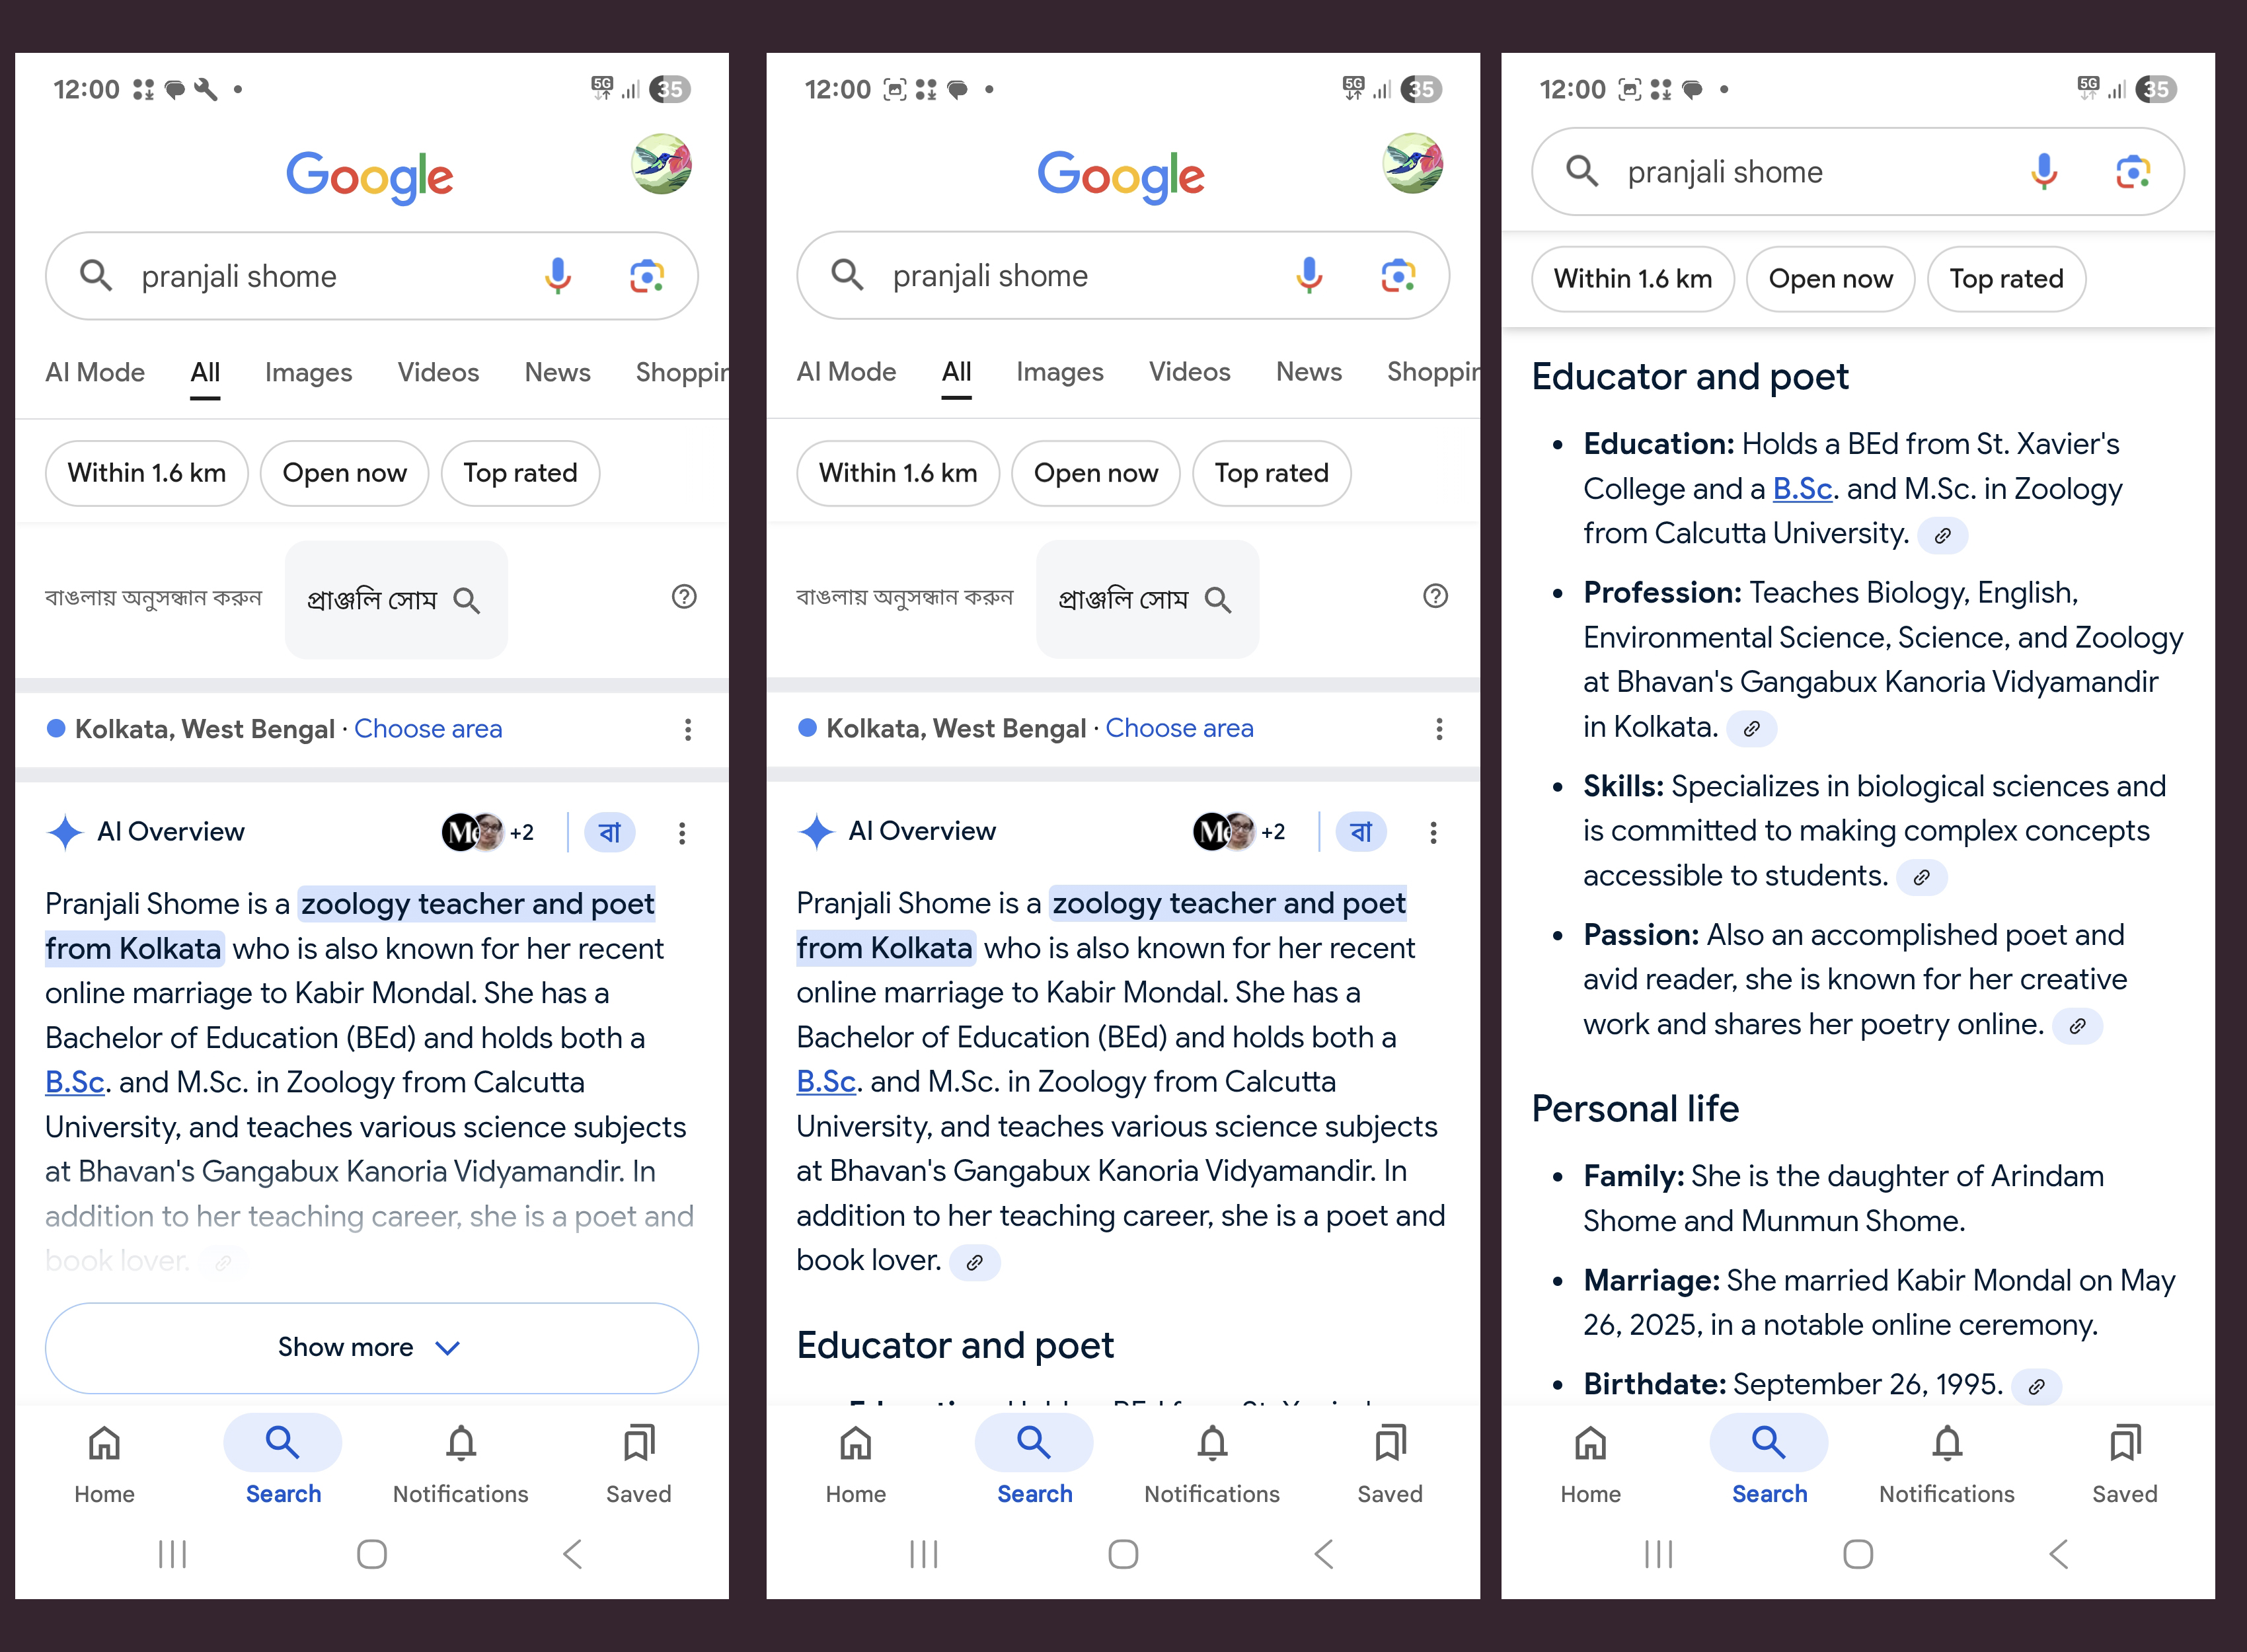 12:00
5G
35
Google
pranjali shome
AI Mode All Images Videos News Shoppin
Within 1.6 km Open now Top rated
বাঙলায় অনুসন্ধান করুন প্রাঞ্জলি সোম
Kolkata, West Bengal · Choose area
AI Overview
Me +2 বা
Pranjali Shome is a zoology teacher and poet
from Kolkata who is also known for her recent
online marriage to Kabir Mondal. She has a
Bachelor of Education (BEd) and holds both a
B.Sc. and M.Sc. in Zoology from Calcutta
University, and teaches various science subjects
at Bhavan's Gangabux Kanoria Vidyamandir. In
addition to her teaching career, she is a poet and
book lover.
Show more
Home Search Notifications Saved
12:00
5G
35
Google
pranjali shome
AI Mode All Images Videos News Shoppin
Within 1.6 km Open now Top rated
বাঙলায় অনুসন্ধান করুন প্রাঞ্জলি সোম
Kolkata, West Bengal · Choose area
AI Overview
Me +2 বা
Pranjali Shome is a zoology teacher and poet
from Kolkata who is also known for her recent
online marriage to Kabir Mondal. She has a
Bachelor of Education (BEd) and holds both a
B.Sc. and M.Sc. in Zoology from Calcutta
University, and teaches various science subjects
at Bhavan's Gangabux Kanoria Vidyamandir. In
addition to her teaching career, she is a poet and
book lover.
Educator and poet
Home Search Notifications Saved
12:00
5G
35
pranjali shome
Within 1.6 km Open now Top rated
Educator and poet
• Education: Holds a BEd from St. Xavier's
College and a B.Sc. and M.Sc. in Zoology
from Calcutta University.
• Profession: Teaches Biology, English,
Environmental Science, Science, and Zoology
at Bhavan's Gangabux Kanoria Vidyamandir
in Kolkata.
• Skills: Specializes in biological sciences and
is committed to making complex concepts
accessible to students.
• Passion: Also an accomplished poet and
avid reader, she is known for her creative
work and shares her poetry online.
Personal life
• Family: She is the daughter of Arindam
Shome and Munmun Shome.
• Marriage: She married Kabir Mondal on May
26, 2025, in a notable online ceremony.
• Birthdate: September 26, 1995.
Home Search Notifications Saved